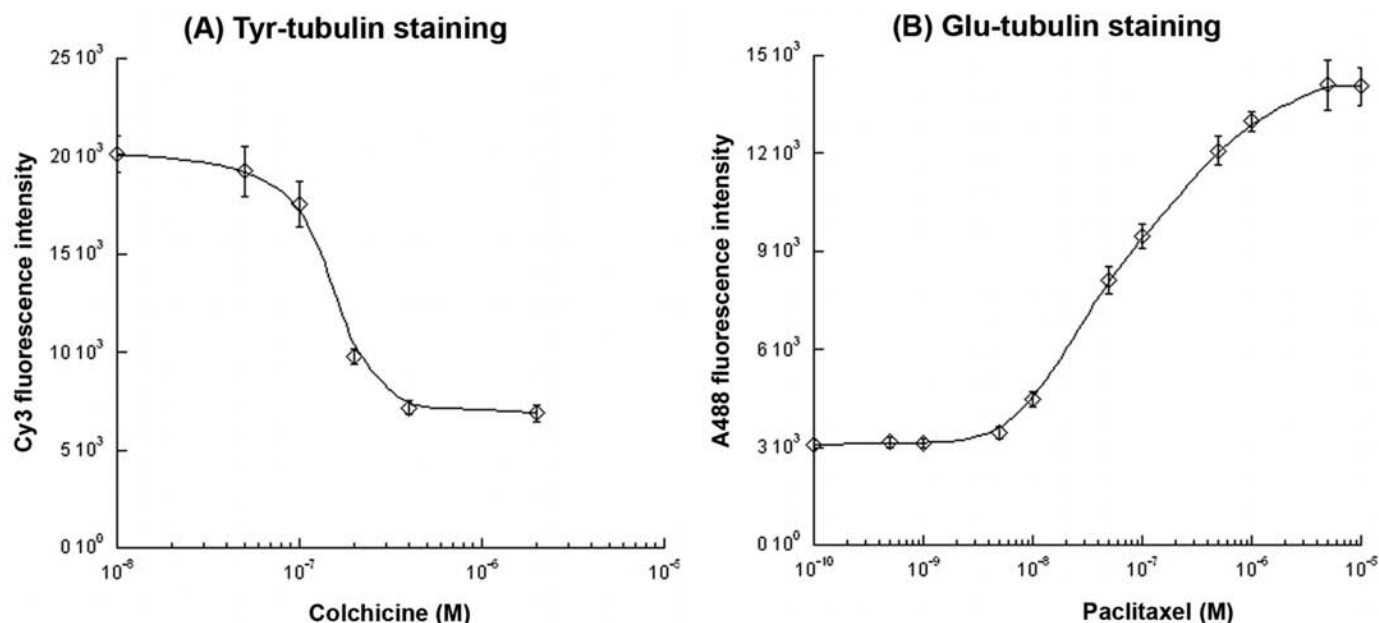 (A) Tyr-tubulin staining
25 10³
20 10³
15 10³
10 10³
5 10³
0 10⁰
Cy3 fluorescence intensity
10⁻⁸ 10⁻⁷ 10⁻⁶ 10⁻⁵
Colchicine (M)
(B) Glu-tubulin staining
15 10³
12 10³
9 10³
6 10³
3 10³
0 10⁰
A488 fluorescence intensity
10⁻¹⁰ 10⁻⁹ 10⁻⁸ 10⁻⁷ 10⁻⁶ 10⁻⁵
Paclitaxel (M)